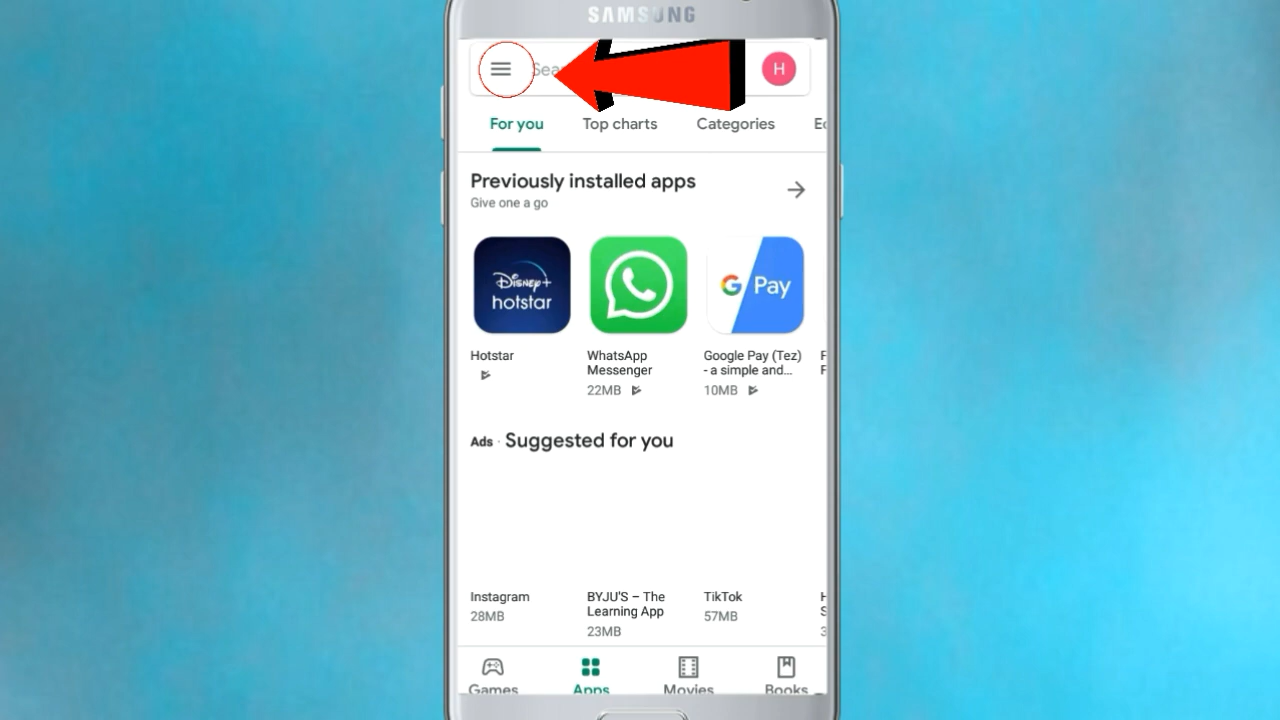 SAMSUNG
Sea
H
For you
Top charts
Categories
Previously installed apps
Give one a go
Disney+
hotstar
G Pay
Hotstar
WhatsApp
Messenger
22MB
Google Pay (Tez)
- a simple and...
10MB
Ads · Suggested for you
Instagram
28MB
BYJU'S – The
Learning App
23MB
TikTok
57MB
Games
Apps
Movies
Books